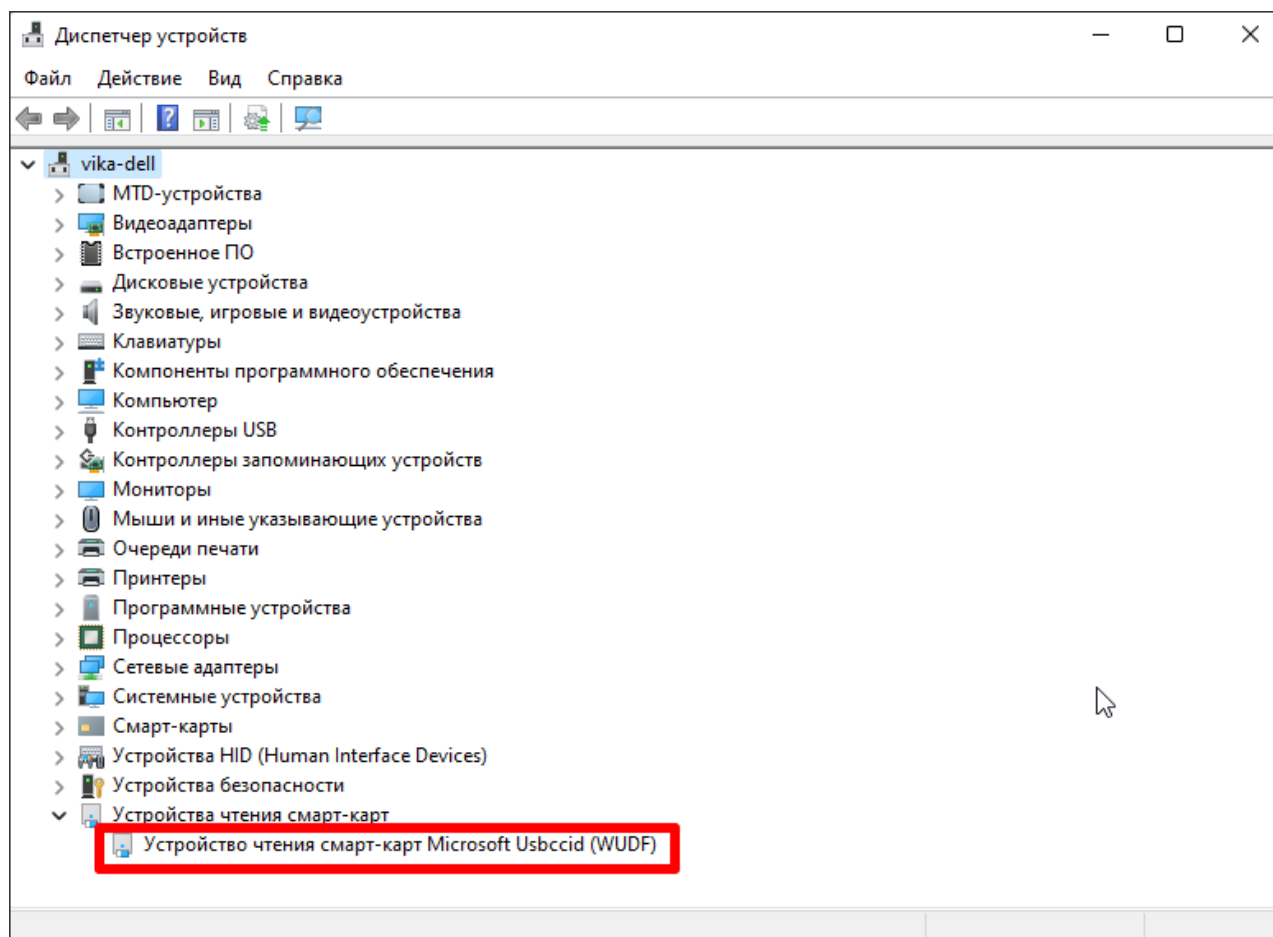 Диспетчер устройств
Файл Действие Вид Справка
vika-dell
MTD-устройства
Видеоадаптеры
Встроенное ПО
Дисковые устройства
Звуковые, игровые и видеоустройства
Клавиатуры
Компоненты программного обеспечения
Компьютер
Контроллеры USB
Контроллеры запоминающих устройств
Мониторы
Мыши и иные указывающие устройства
Очереди печати
Принтеры
Программные устройства
Процессоры
Сетевые адаптеры
Системные устройства
Смарт-карты
Устройства HID (Human Interface Devices)
Устройства безопасности
Устройства чтения смарт-карт
Устройство чтения смарт-карт Microsoft Usbccid (WUDF)